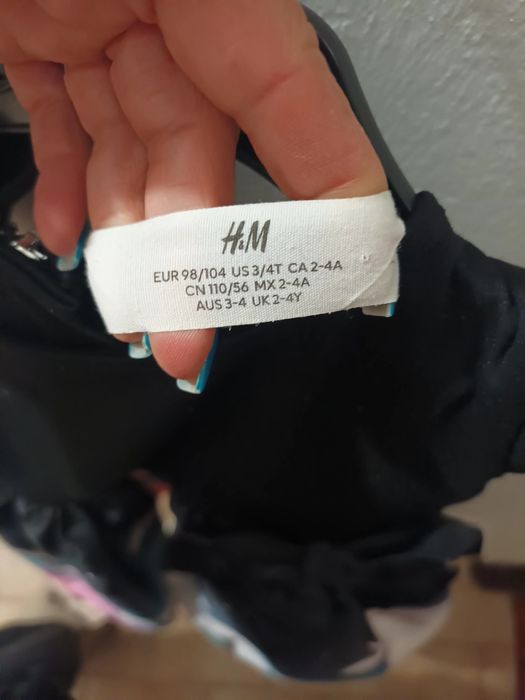 H&M
EUR 98/104 US 3/4T CA 2-4A
CN 110/56 MX 2-4A
AUS 3-4 UK 2-4Y